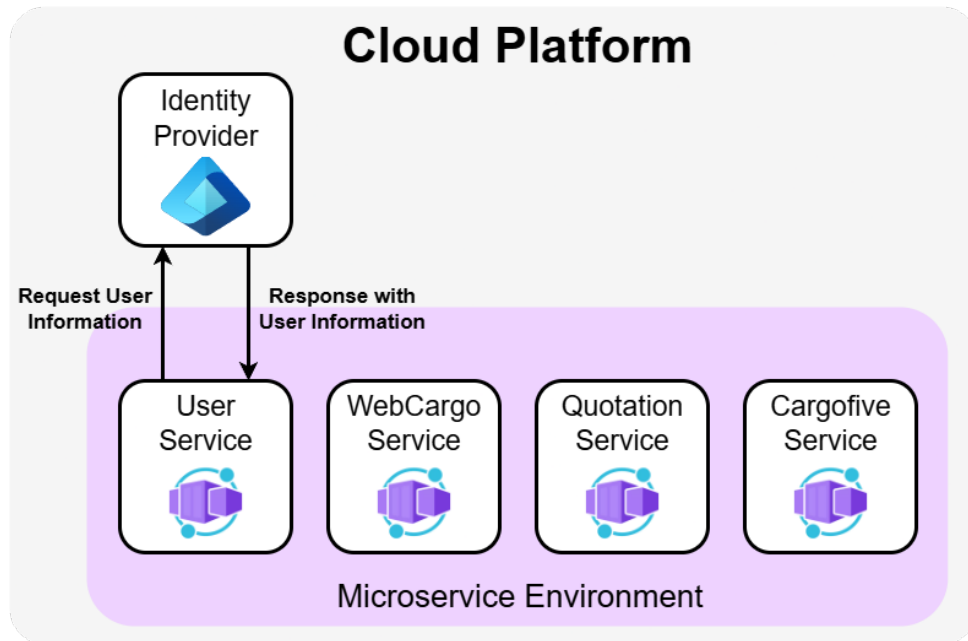 Cloud Platform
Identity
Provider
Request User
Information
Response with
User Information
User
Service
WebCargo
Service
Quotation
Service
Cargofive
Service
Microservice Environment